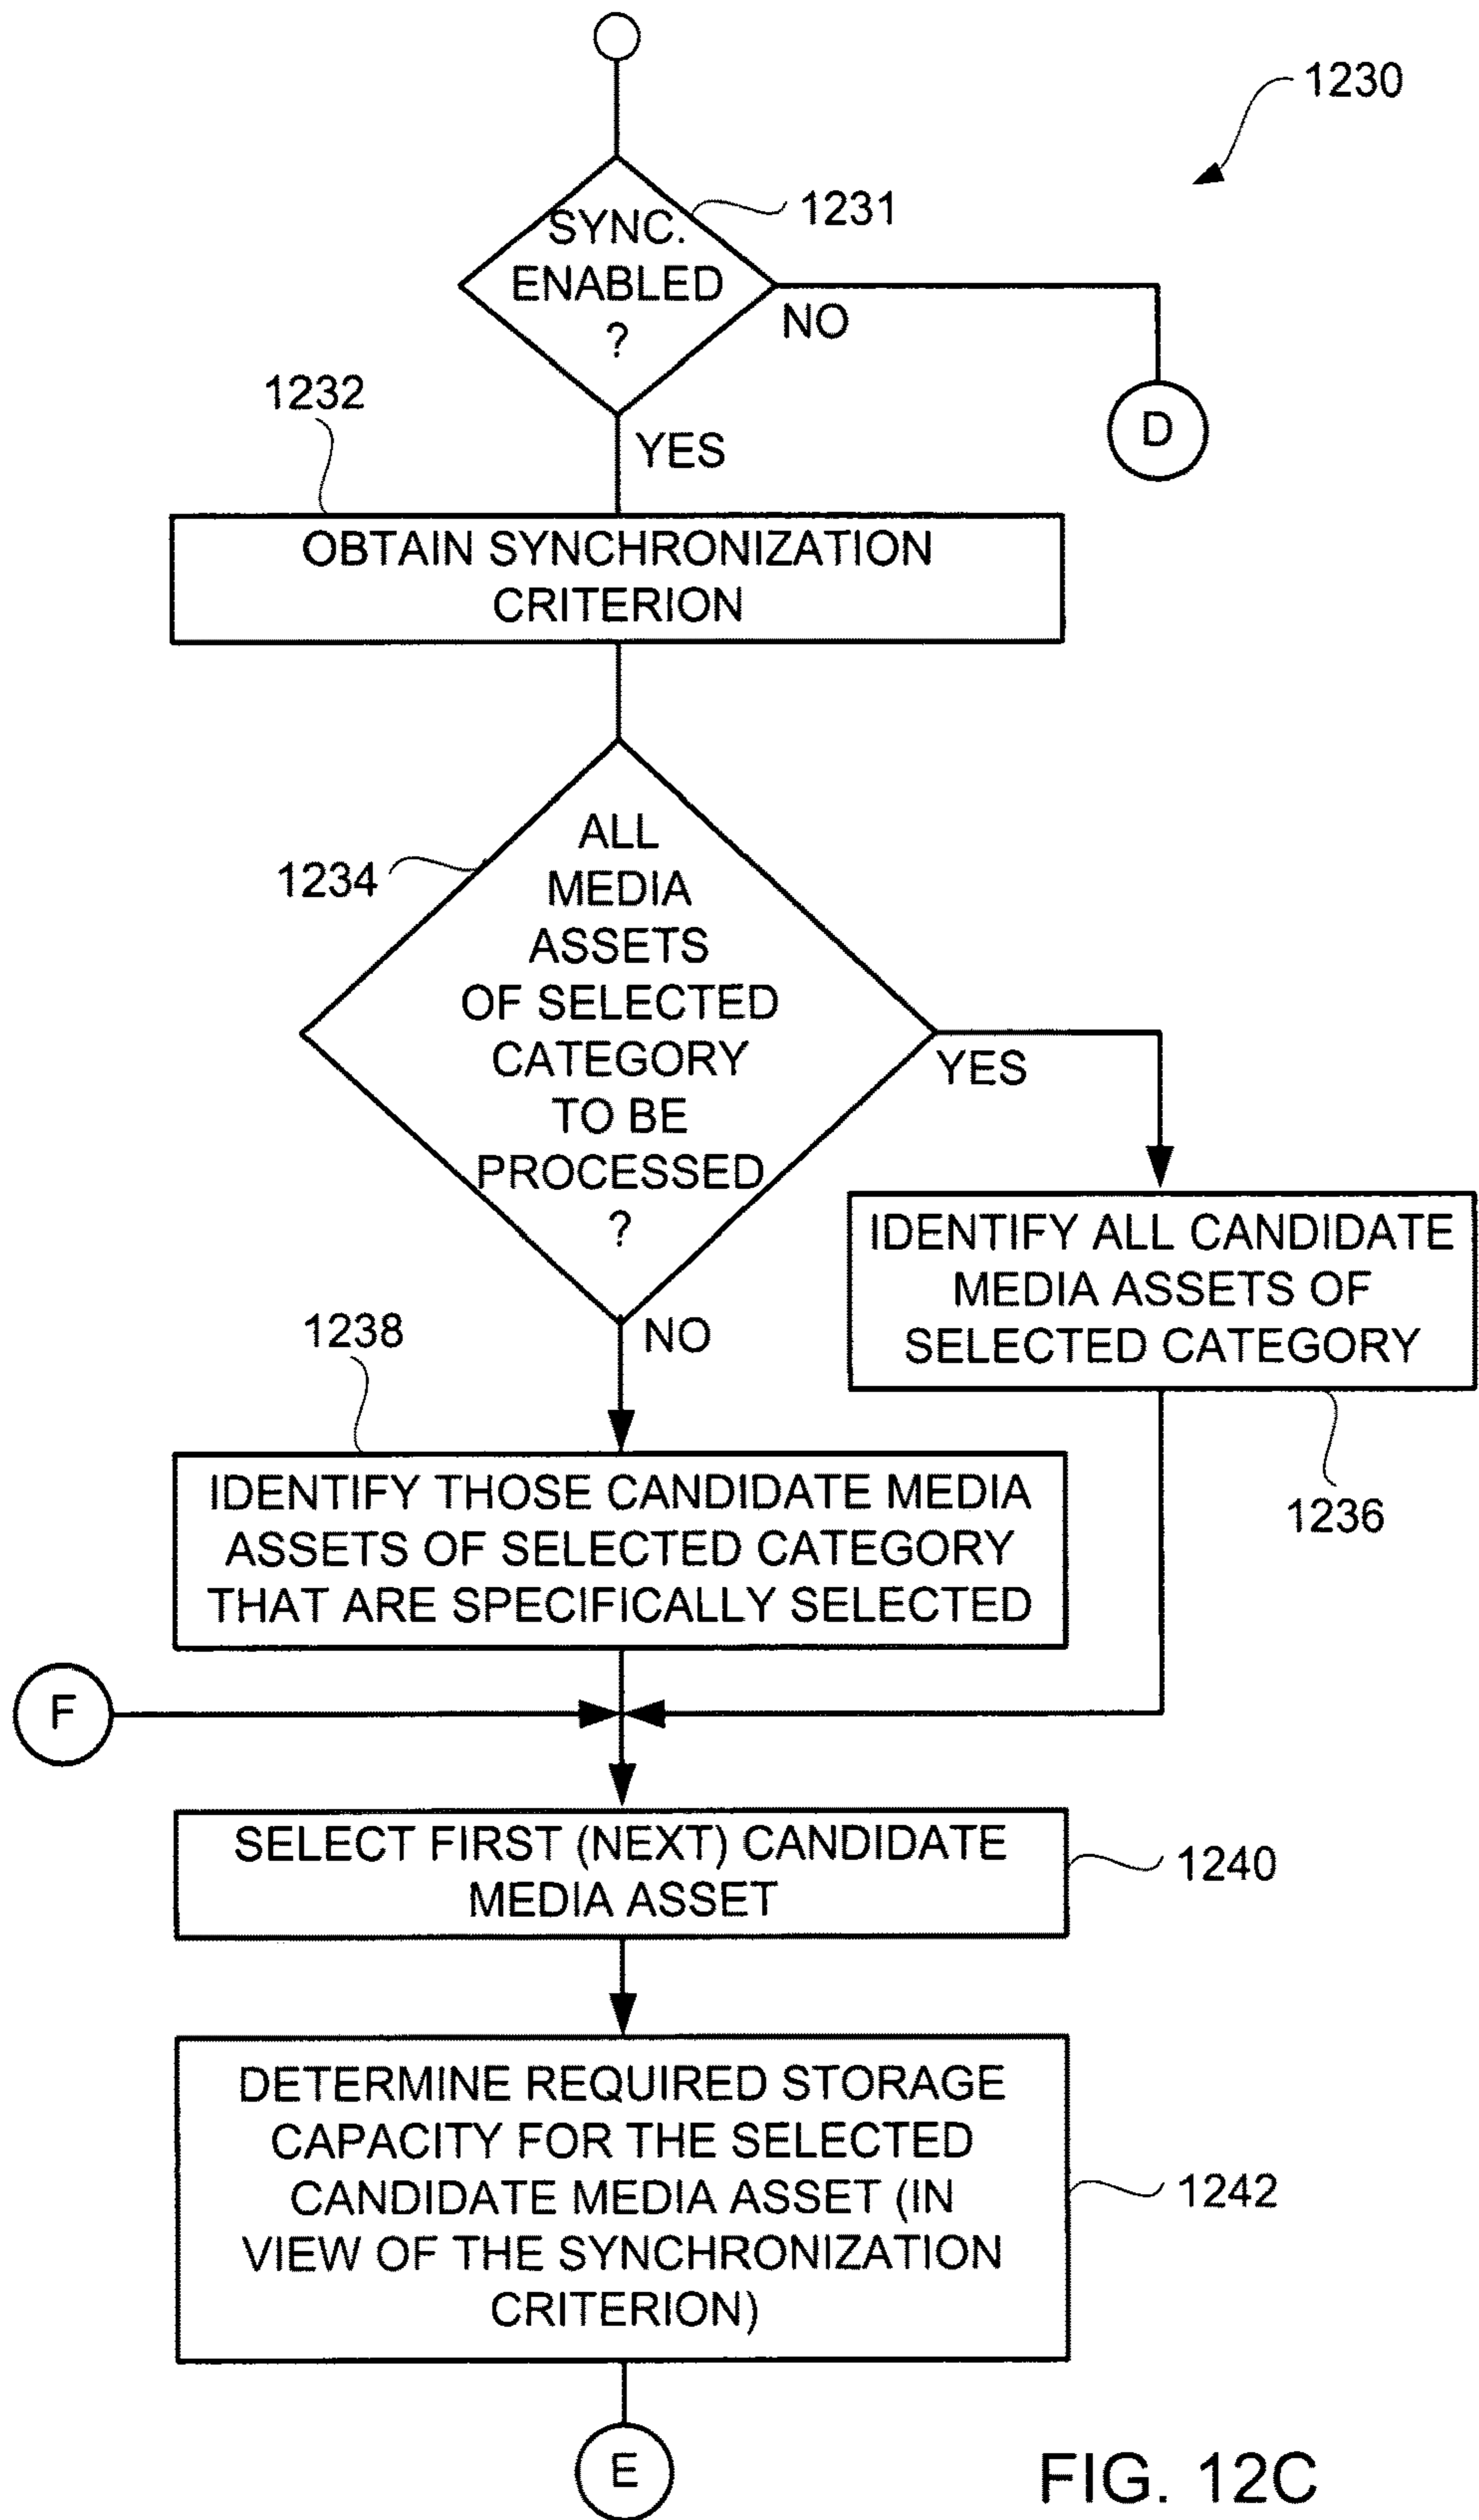 1230
1231
SYNC.
ENABLED
?
NO
D
1232
YES
OBTAIN SYNCHRONIZATION
CRITERION
1234
ALL
MEDIA
ASSETS
OF SELECTED
CATEGORY
TO BE
PROCESSED
?
YES
IDENTIFY ALL CANDIDATE
MEDIA ASSETS OF
SELECTED CATEGORY
1236
NO
1238
IDENTIFY THOSE CANDIDATE MEDIA
ASSETS OF SELECTED CATEGORY
THAT ARE SPECIFICALLY SELECTED
F
SELECT FIRST (NEXT) CANDIDATE
MEDIA ASSET
1240
DETERMINE REQUIRED STORAGE
CAPACITY FOR THE SELECTED
CANDIDATE MEDIA ASSET (IN
VIEW OF THE SYNCHRONIZATION
CRITERION)
1242
E
FIG. 12C